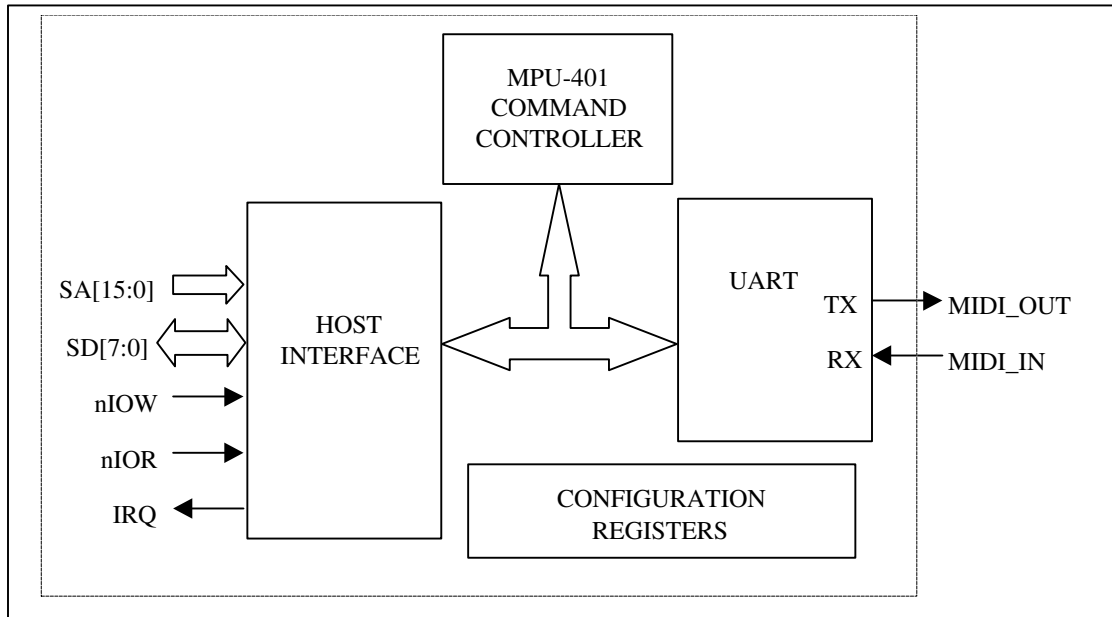 MPU-401
COMMAND
CONTROLLER
SA[15:0]
SD[7:0]
nIOW
nIOR
IRQ
HOST
INTERFACE
UART
TX
RX
MIDI_OUT
MIDI_IN
CONFIGURATION
REGISTERS